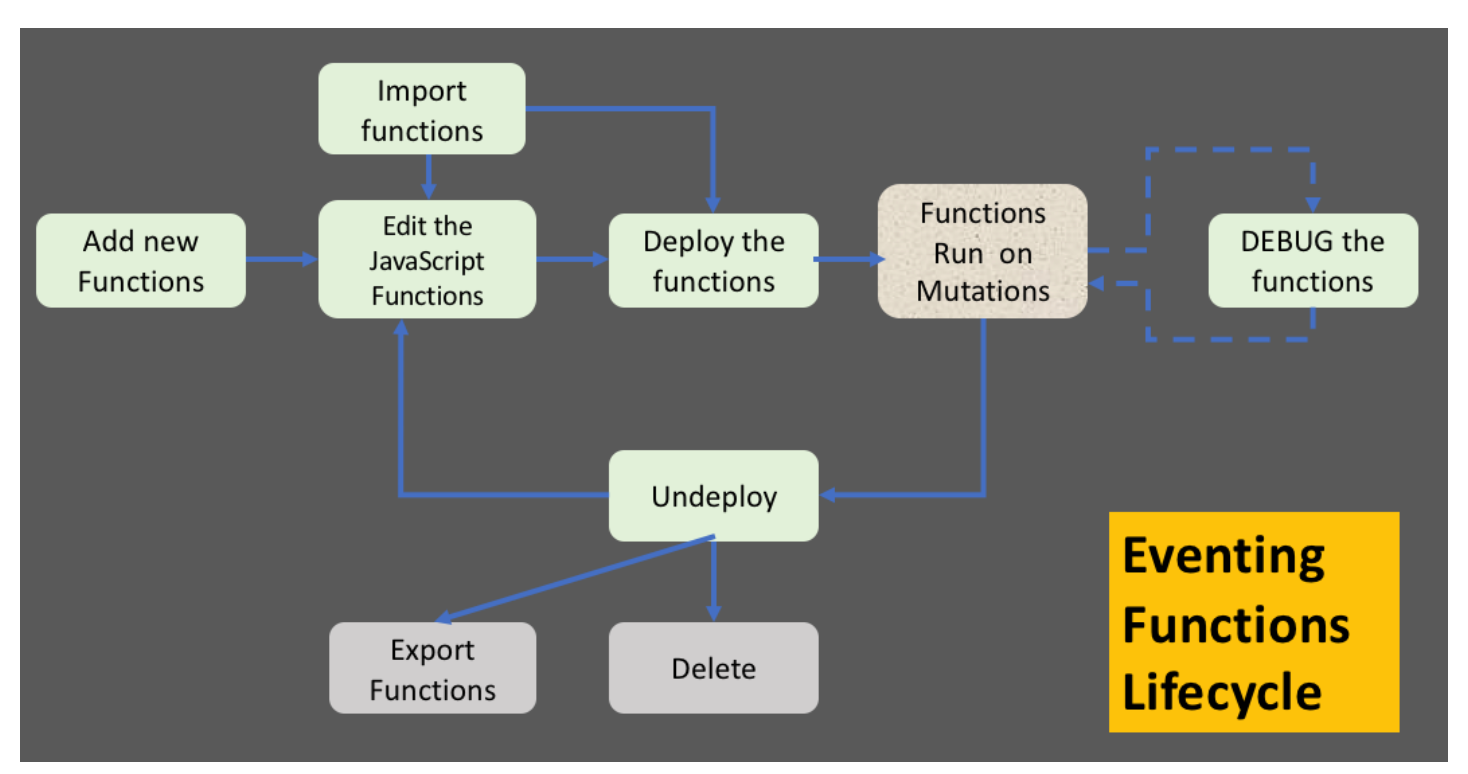 Import
functions
Add new
Functions
Edit the
JavaScript
Functions
Deploy the
functions
Functions
Run on
Mutations
DEBUG the
functions
Undeploy
Export
Functions
Delete
Eventing
Functions
Lifecycle